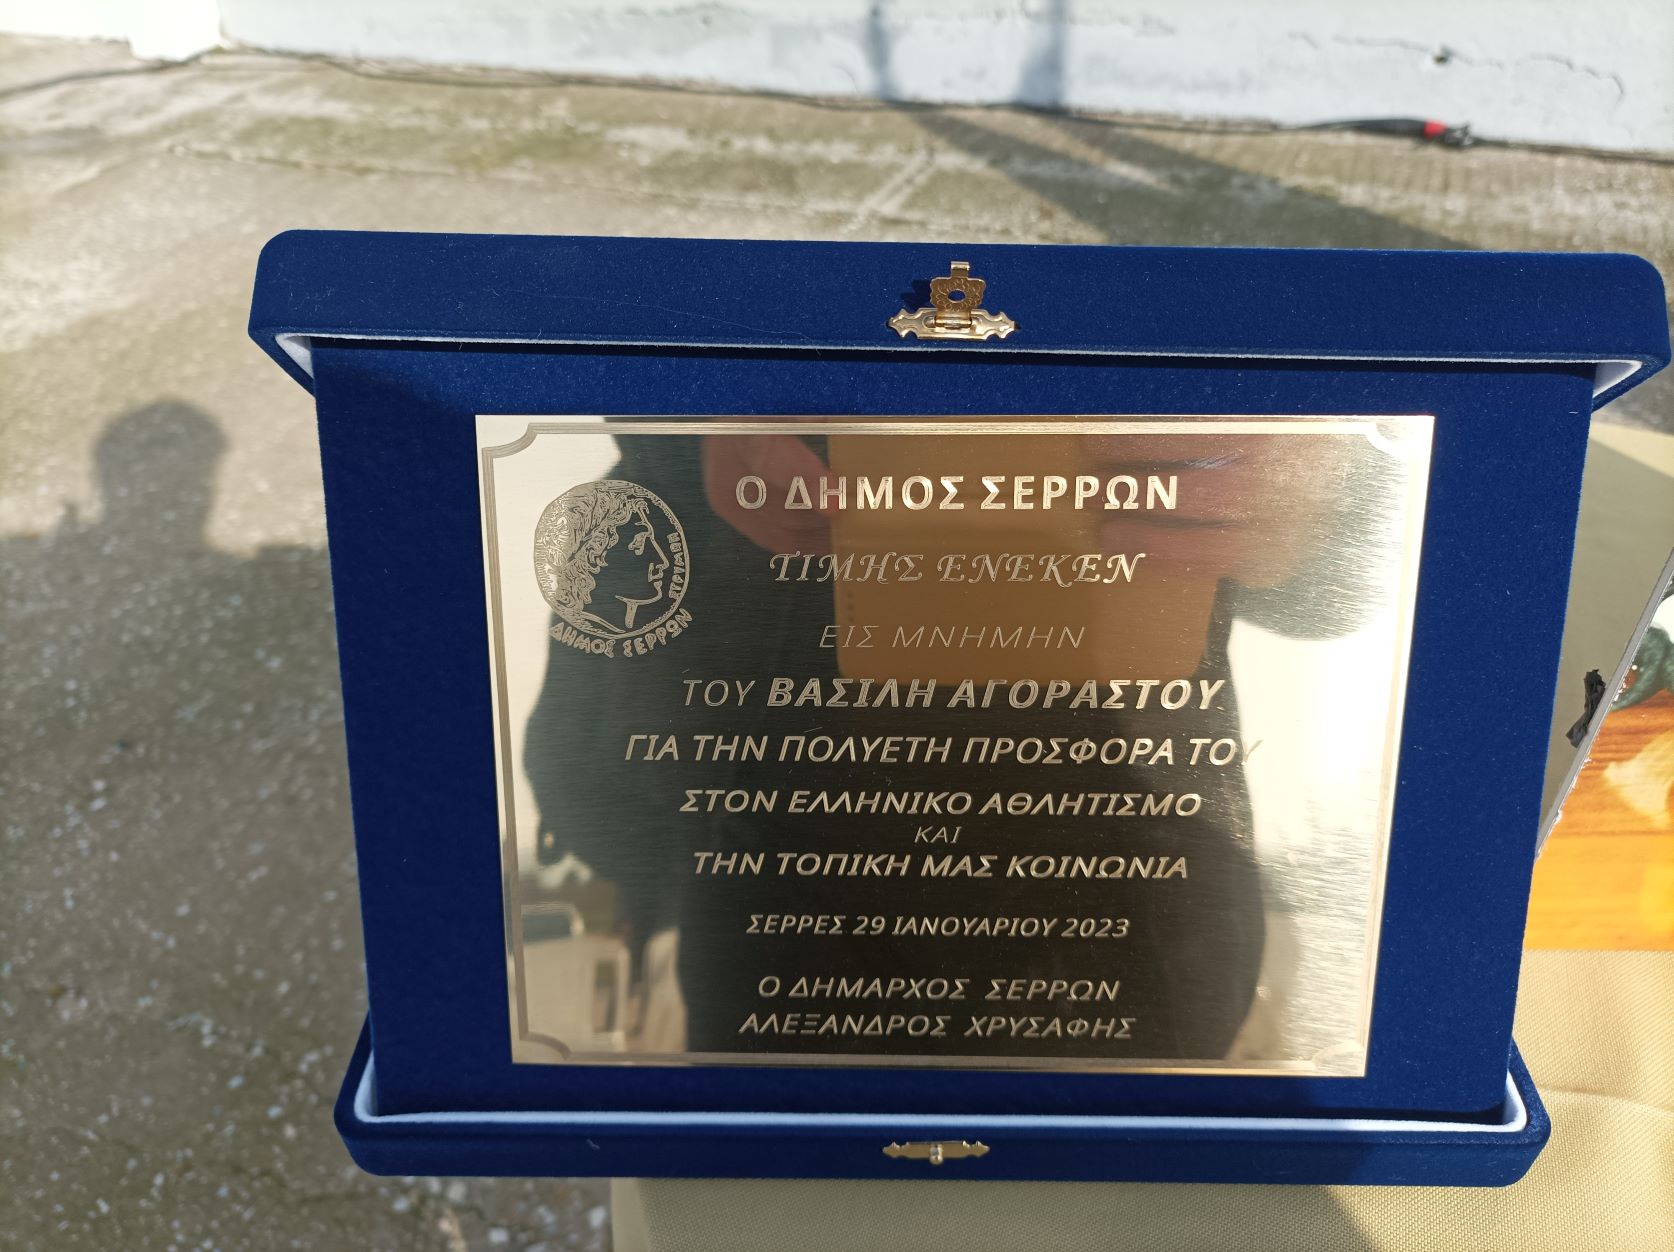 Ο ΔΗΜΟΣ ΣΕΡΡΩΝ
ΤΙΜΗΣ ΕΝΕΚΕΝ
ΕΙΣ ΜΝΗΜΗΝ
ΤΟΥ ΒΑΣΙΛΗ ΑΓΟΡΑΣΤΟΥ
ΓΙΑ ΤΗΝ ΠΟΛΥΕΤΗ ΠΡΟΣΦΟΡΑ ΤΟΥ
ΣΤΟΝ ΕΛΛΗΝΙΚΟ ΑΘΛΗΤΙΣΜΟ
ΚΑΙ
ΤΗΝ ΤΟΠΙΚΗ ΜΑΣ ΚΟΙΝΩΝΙΑ
ΣΕΡΡΕΣ 29 ΙΑΝΟΥΑΡΙΟΥ 2023
Ο ΔΗΜΑΡΧΟΣ ΣΕΡΡΩΝ
ΑΛΕΞΑΝΔΡΟΣ ΧΡΥΣΑΦΗΣ
ΔΗΜΟΣ ΣΕΡΡΩΝ